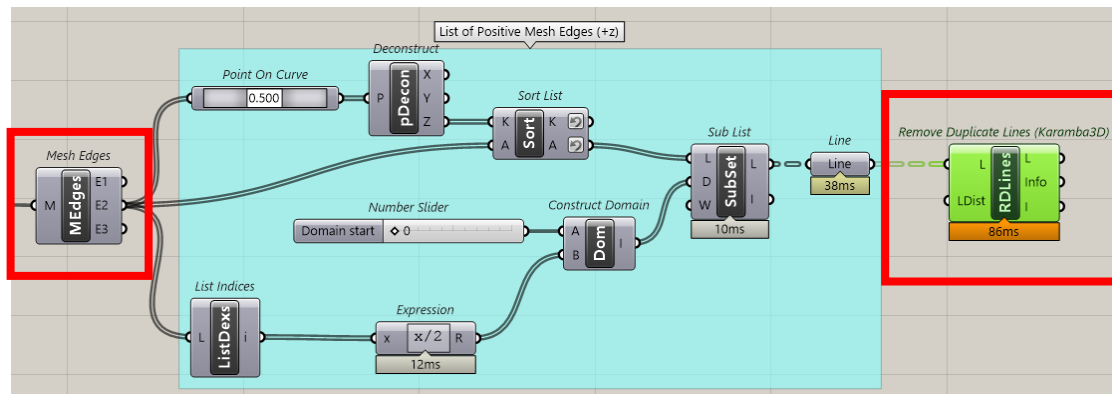 List of Positive Mesh Edges (+z)
Deconstruct
Point On Curve
0.500
P
pDecon
X
Y
Z
Sort List
K
A
Sort
K
A
Mesh Edges
M
MEdges
E1
E2
E3
Sub List
L
D
W
SubSet
L
I
10ms
Line
Line
38ms
Remove Duplicate Lines (Karamba3D)
L
LDist
RDLines
L
Info
I
86ms
Number Slider
Domain start
0
Construct Domain
A
B
Dom
I
List Indices
L
ListDexs
i
Expression
x
x/2
R
12ms